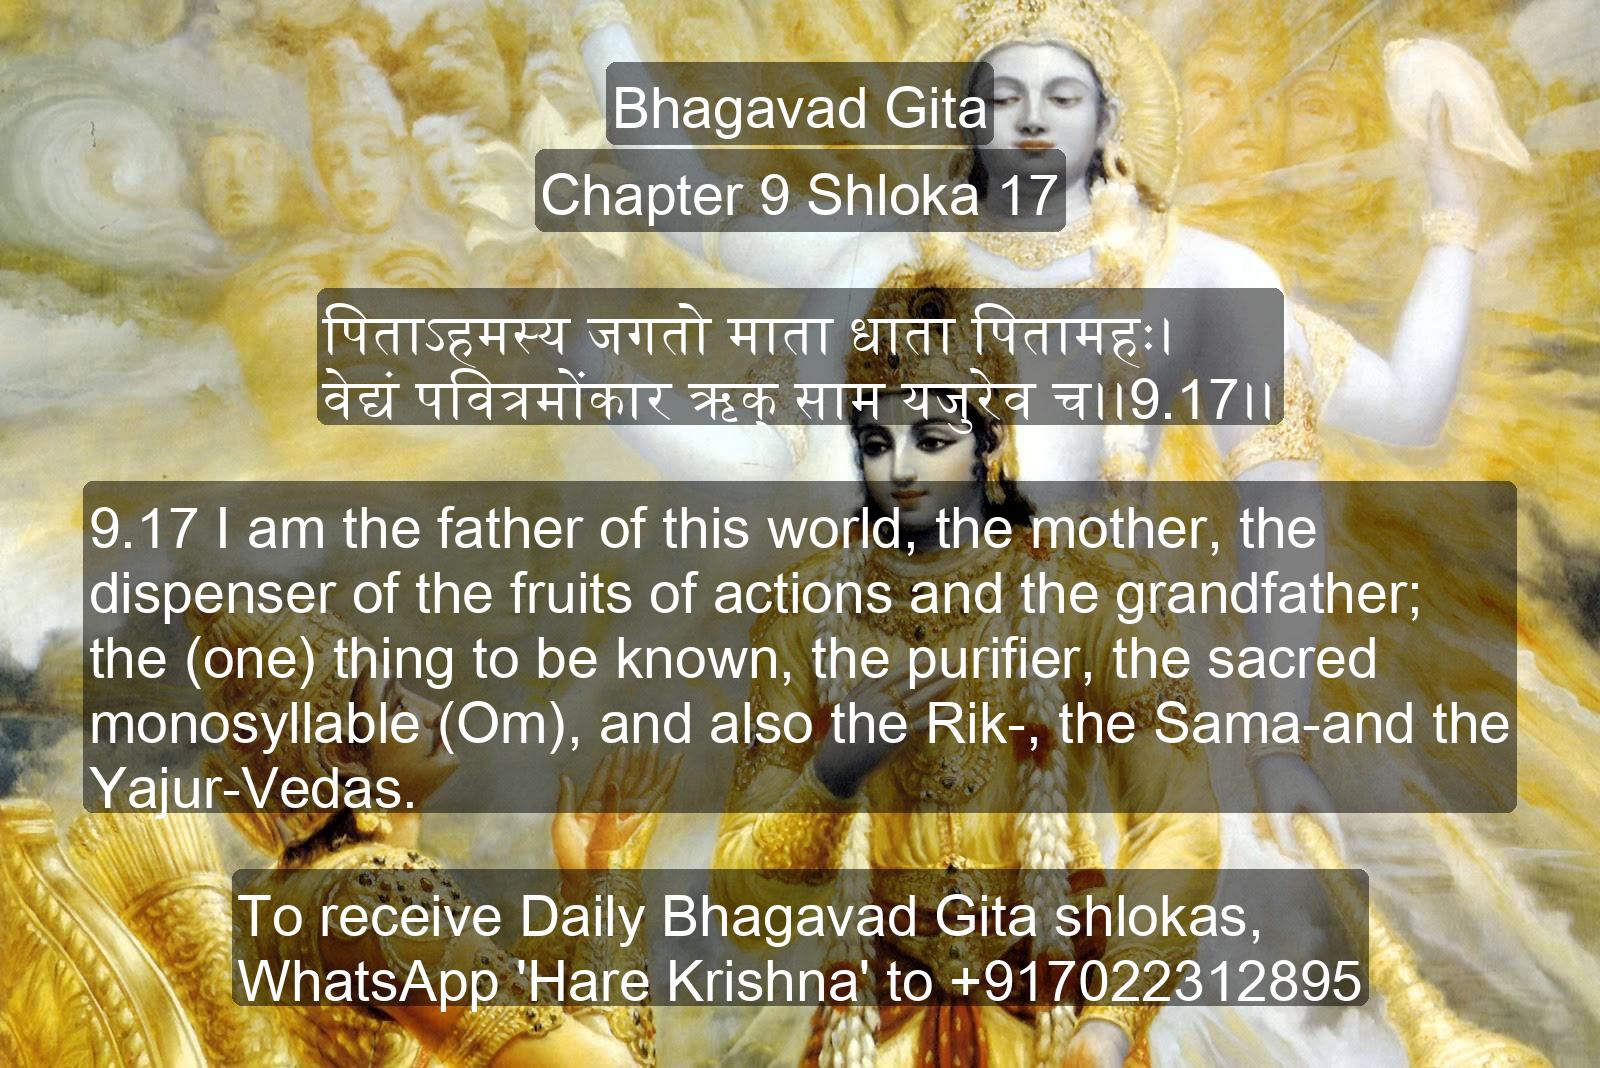 Bhagavad Gita
Chapter 9 Shloka 17
पिताऽहमस्य जगतो माता धाता पितामहः।
वेद्यं पवित्रमोंकार ऋक् साम यजुरेव च।।9.17।।
9.17 I am the father of this world, the mother, the
dispenser of the fruits of actions and the grandfather;
the (one) thing to be known, the purifier, the sacred
monosyllable (Om), and also the Rik-, the Sama-and the
Yajur-Vedas.
To receive Daily Bhagavad Gita shlokas,
WhatsApp 'Hare Krishna' to +917022312895